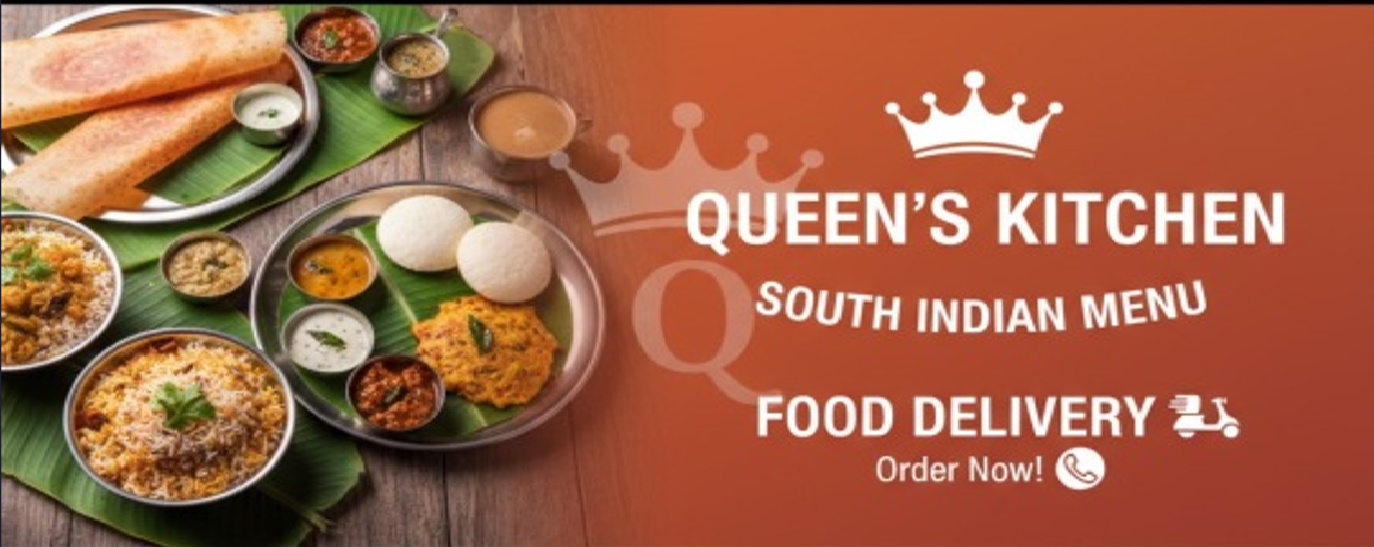 QUEEN'S KITCHEN
SOUTH INDIAN MENU
Q
FOOD DELIVERY
Order Now!